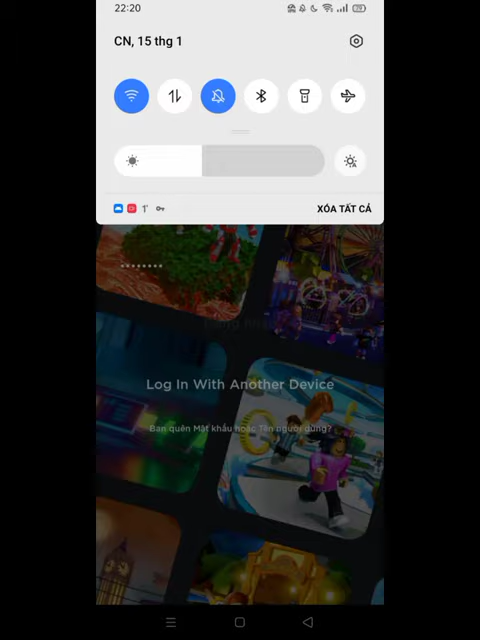 22:20
CN, 15 thg 1
XÓA TẤT CẢ
Log In With Another Device
Bạn quên Mật khẩu hoặc Tên người dùng?